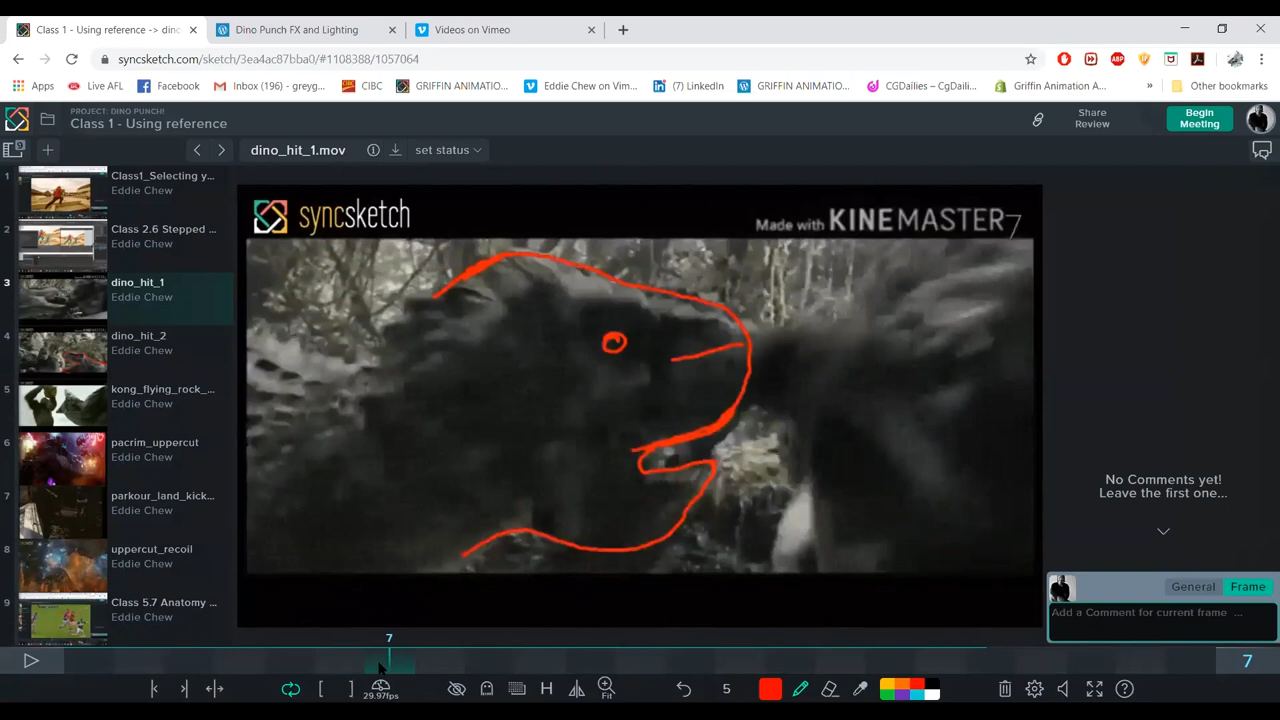 Class 1 - Using reference -> dino
Dino Punch FX and Lighting
Videos on Vimeo
syncsketch.com/sketch/3ea4ac87bba0/#1108388/1057064
Apps
Live AFL
Facebook
Inbox (196) - greyg...
CIBC
GRIFFIN ANIMATIO...
Eddie Chew on Vim...
(7) LinkedIn
GRIFFIN ANIMATIO...
CGDailies – CgDaili...
Griffin Animation A...
»
Other bookmarks
PROJECT: DINO PUNCH!
Class 1 - Using reference
Share Review
Begin Meeting
9
dino_hit_1.mov
set status
1
Class1_Selecting y...
Eddie Chew
2
Class 2.6 Stepped ...
Eddie Chew
3
dino_hit_1
Eddie Chew
4
dino_hit_2
Eddie Chew
5
kong_flying_rock_...
Eddie Chew
6
pacrim_uppercut
Eddie Chew
7
parkour_land_kick...
Eddie Chew
8
uppercut_recoil
Eddie Chew
9
Class 5.7 Anatomy ...
Eddie Chew
syncsketch
Made with KINEMASTER
7
No Comments yet!
Leave the first one...
General
Frame
Add a Comment for current frame ...
7
7
29.97fps
Fit
5